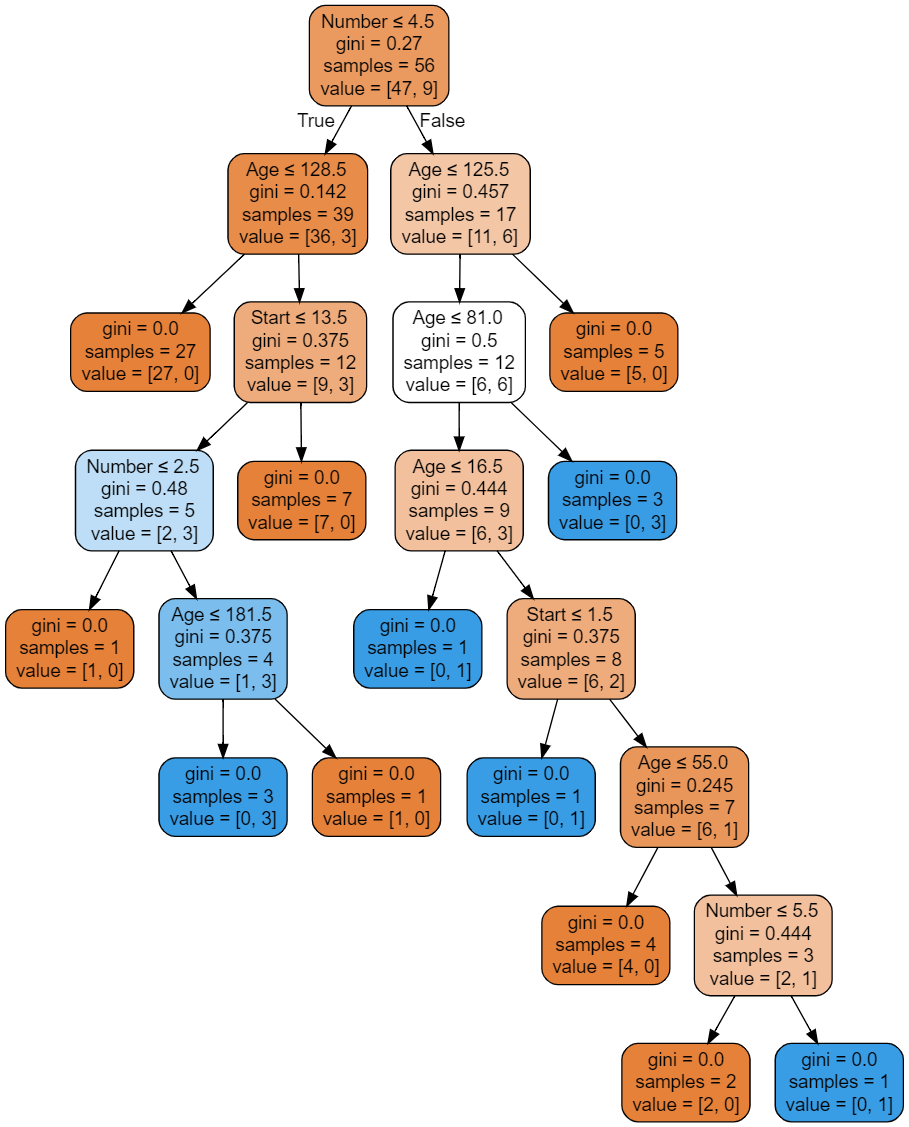 Number ≤ 4.5
gini = 0.27
samples = 56
value = [47, 9]
True
False
Age ≤ 128.5
gini = 0.142
samples = 39
value = [36, 3]
Age ≤ 125.5
gini = 0.457
samples = 17
value = [11, 6]
gini = 0.0
samples = 27
value = [27, 0]
Start ≤ 13.5
gini = 0.375
samples = 12
value = [9, 3]
Age ≤ 81.0
gini = 0.5
samples = 12
value = [6, 6]
gini = 0.0
samples = 5
value = [5, 0]
Number ≤ 2.5
gini = 0.48
samples = 5
value = [2, 3]
gini = 0.0
samples = 7
value = [7, 0]
Age ≤ 16.5
gini = 0.444
samples = 9
value = [6, 3]
gini = 0.0
samples = 3
value = [0, 3]
gini = 0.0
samples = 1
value = [1, 0]
Age ≤ 181.5
gini = 0.375
samples = 4
value = [1, 3]
gini = 0.0
samples = 1
value = [0, 1]
Start ≤ 1.5
gini = 0.375
samples = 8
value = [6, 2]
gini = 0.0
samples = 3
value = [0, 3]
gini = 0.0
samples = 1
value = [1, 0]
gini = 0.0
samples = 1
value = [0, 1]
Age ≤ 55.0
gini = 0.245
samples = 7
value = [6, 1]
gini = 0.0
samples = 4
value = [4, 0]
Number ≤ 5.5
gini = 0.444
samples = 3
value = [2, 1]
gini = 0.0
samples = 2
value = [2, 0]
gini = 0.0
samples = 1
value = [0, 1]